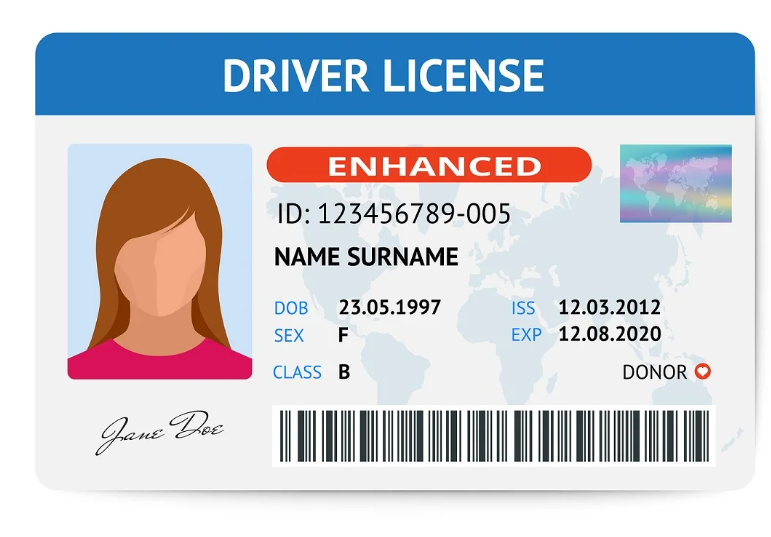 DRIVER LICENSE
ENHANCED
ID: 123456789-005
NAME SURNAME
DOB 23.05.1997 ISS 12.03.2012
SEX F EXP 12.08.2020
CLASS B DONOR
Jane Doe